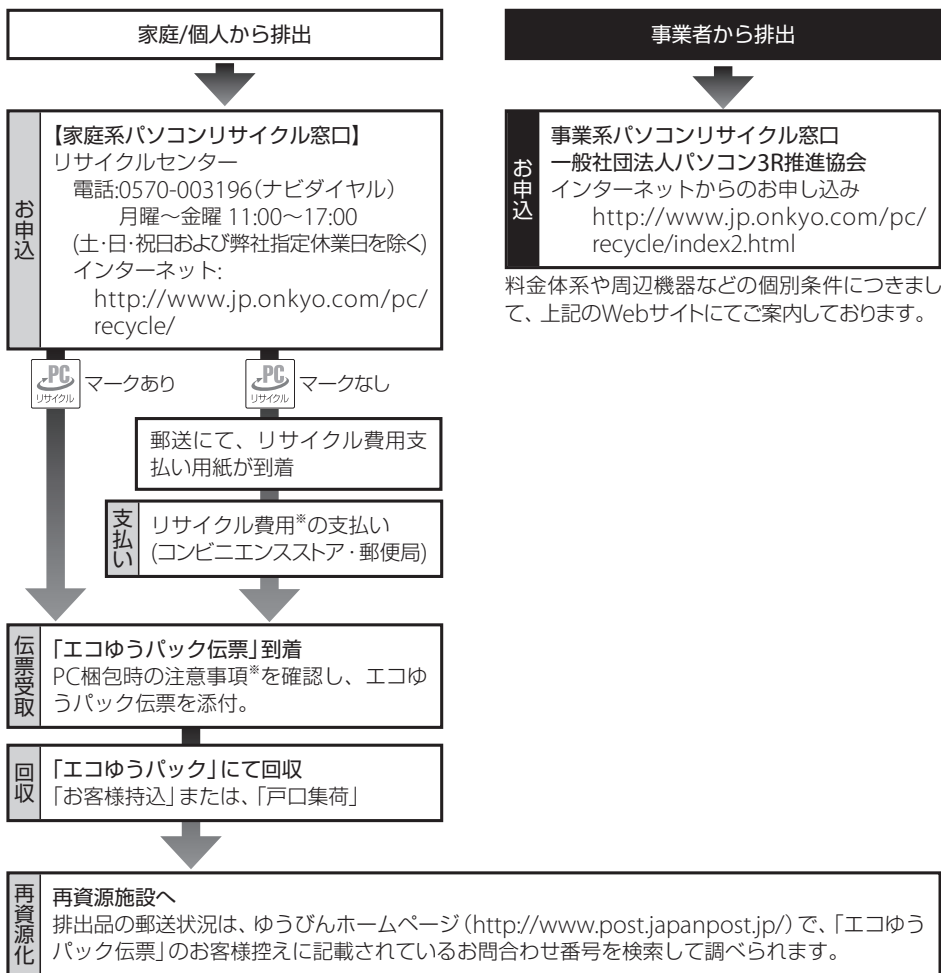 家庭/個人から排出
お申込
【家庭系パソコンリサイクル窓口】
リサイクルセンター
電話:0570-003196(ナビダイヤル)
月曜～金曜 11:00～17:00
(土・日・祝日および弊社指定休業日を除く)
インターネット:
http://www.jp.onkyo.com/pc/
recycle/
事業者から排出
お申込
事業系パソコンリサイクル窓口
一般社団法人パソコン3R推進協会
インターネットからのお申し込み
http://www.jp.onkyo.com/pc/
recycle/index2.html
料金体系や周辺機器などの個別条件につきまし
て、上記のWebサイトにてご案内しております。
PC
リサイクル
マークあり
PC
リサイクル
マークなし
郵送にて、リサイクル費用支
払い用紙が到着
支払い
リサイクル費用※の支払い
(コンビニエンスストア・郵便局)
伝票受取
「エコゆうパック伝票」到着
PC梱包時の注意事項※を確認し、エコゆ
うパック伝票を添付。
回収
「エコゆうパック」にて回収
「お客様持込」または、「戸口集荷」
再資源化
再資源施設へ
排出品の郵送状況は、ゆうびんホームページ(http://www.post.japanpost.jp/)で、「エコゆう
パック伝票」のお客様控えに記載されているお問合わせ番号を検索して調べられます。